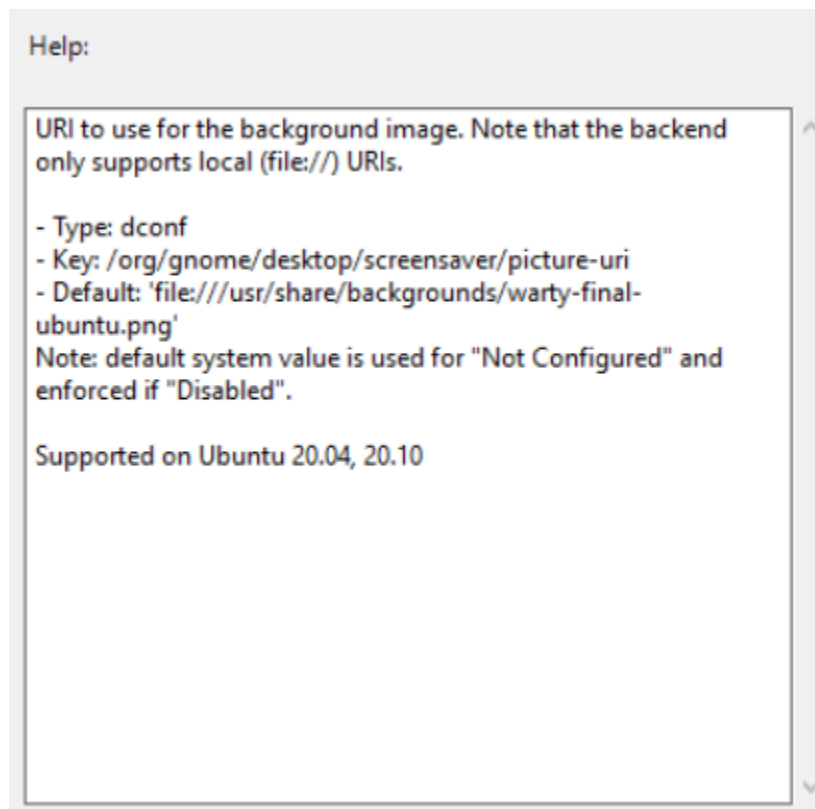 Help:
URI to use for the background image. Note that the backend
only supports local (file://) URIs.
- Type: dconf
- Key: /org/gnome/desktop/screensaver/picture-uri
- Default: 'file:///usr/share/backgrounds/warty-final-
ubuntu.png'
Note: default system value is used for "Not Configured" and
enforced if "Disabled".
Supported on Ubuntu 20.04, 20.10